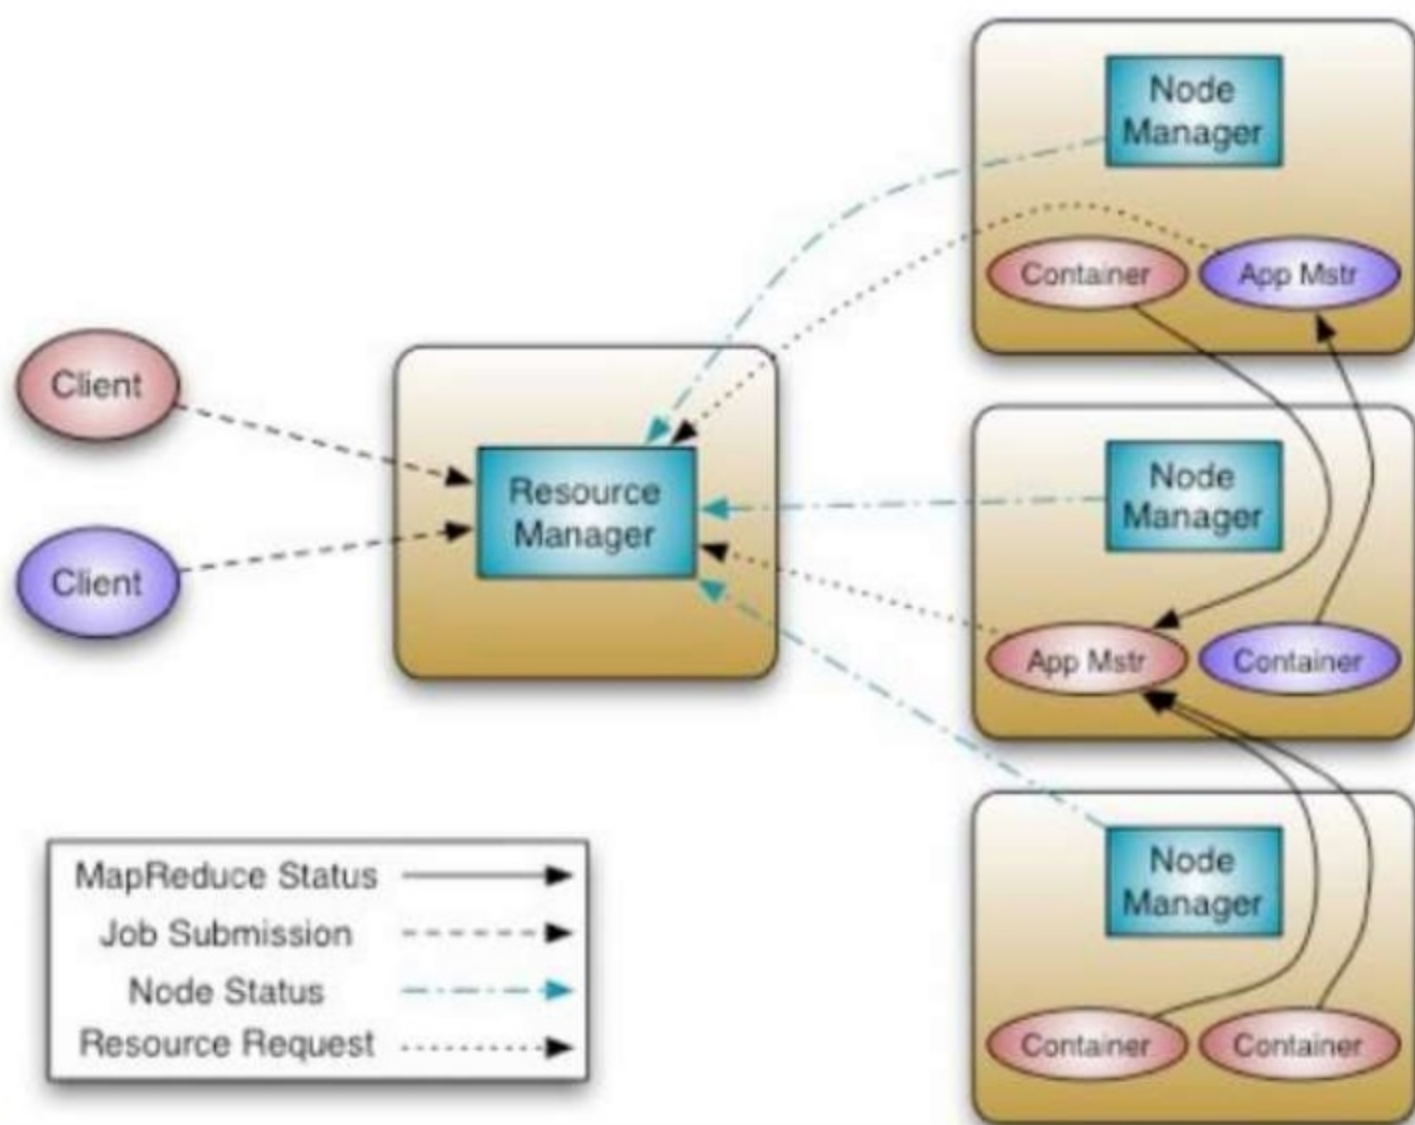 Node
Manager
Container
App Mstr
Client
Client
Resource
Manager
Node
Manager
App Mstr
Container
Node
Manager
Container
Container
MapReduce Status
Job Submission
Node Status
Resource Request